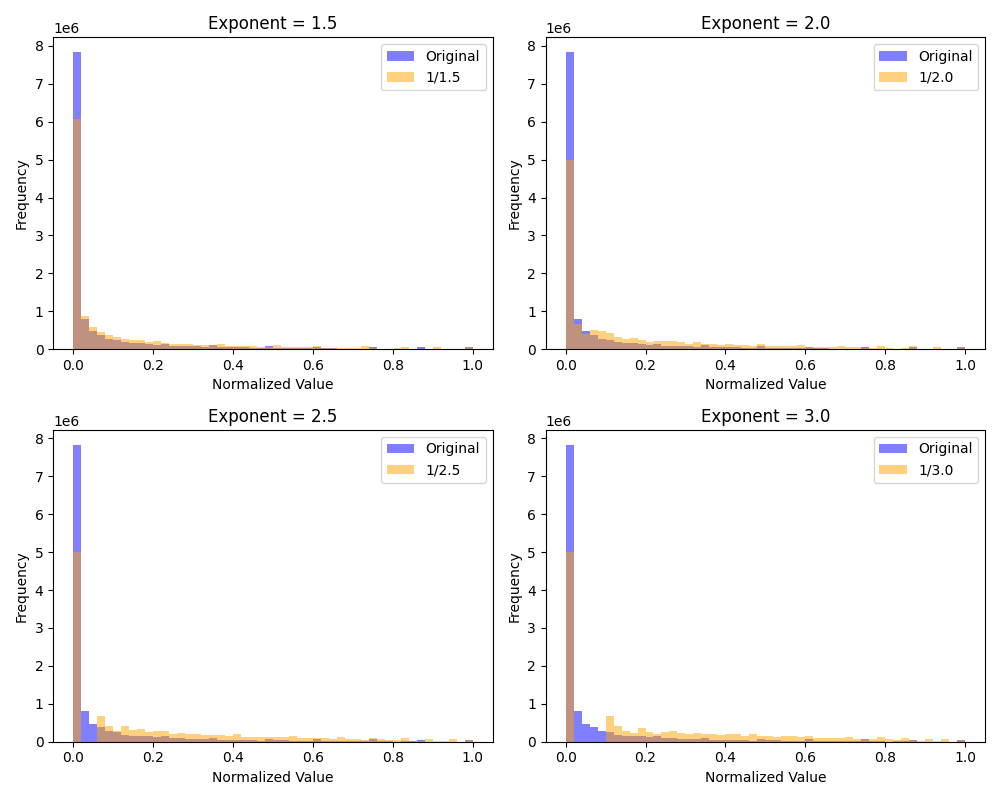 Exponent = 1.5
1e6
Original
1/1.5
8
7
6
5
4
3
2
1
0
Frequency
0.0 0.2 0.4 0.6 0.8 1.0
Normalized Value
Exponent = 2.0
1e6
Original
1/2.0
8
7
6
5
4
3
2
1
0
Frequency
0.0 0.2 0.4 0.6 0.8 1.0
Normalized Value
Exponent = 2.5
1e6
Original
1/2.5
8
7
6
5
4
3
2
1
0
Frequency
0.0 0.2 0.4 0.6 0.8 1.0
Normalized Value
Exponent = 3.0
1e6
Original
1/3.0
8
7
6
5
4
3
2
1
0
Frequency
0.0 0.2 0.4 0.6 0.8 1.0
Normalized Value